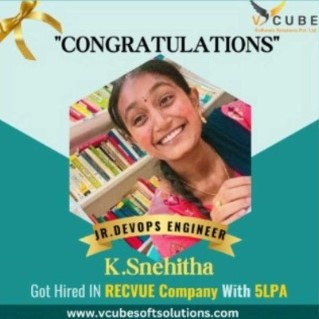 V CUBE
Software Solutions Pvt. Ltd.
"CONGRATULATIONS"
JR.DEVOPS ENGINEER
K.Snehitha
Got Hired IN RECVUE Company With 5LPA
www.vcubesoftsolutions.com